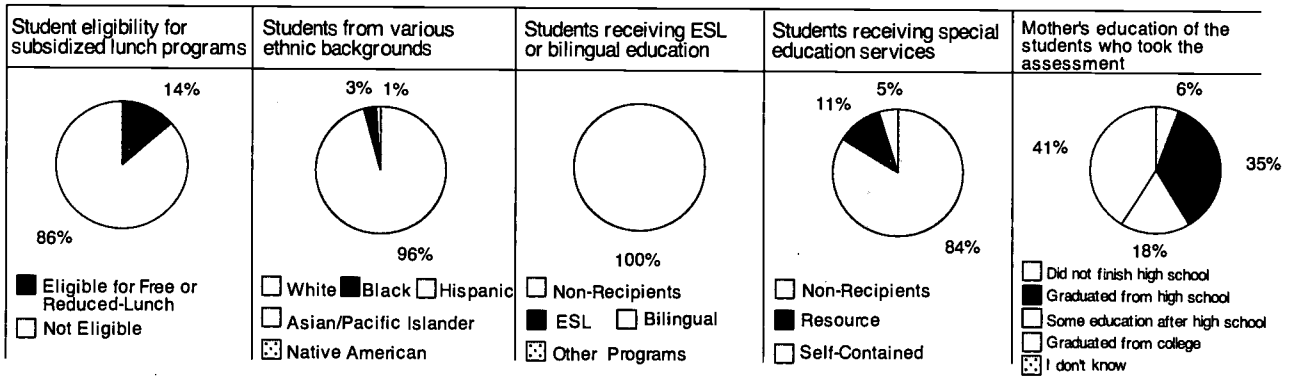 Student eligibility for
subsidized lunch programs
14%
86%
Eligible for Free or
Reduced-Lunch
Not Eligible
Students from various
ethnic backgrounds
3% 1%
96%
White Black Hispanic
Asian/Pacific Islander
Native American
Students receiving ESL
or bilingual education
100%
Non-Recipients
ESL Bilingual
Other Programs
Students receiving special
education services
5%
11%
84%
Non-Recipients
Resource
Self-Contained
Mother's education of the
students who took the
assessment
6%
41%
35%
18%
Did not finish high school
Graduated from high school
Some education after high school
Graduated from college
I don't know